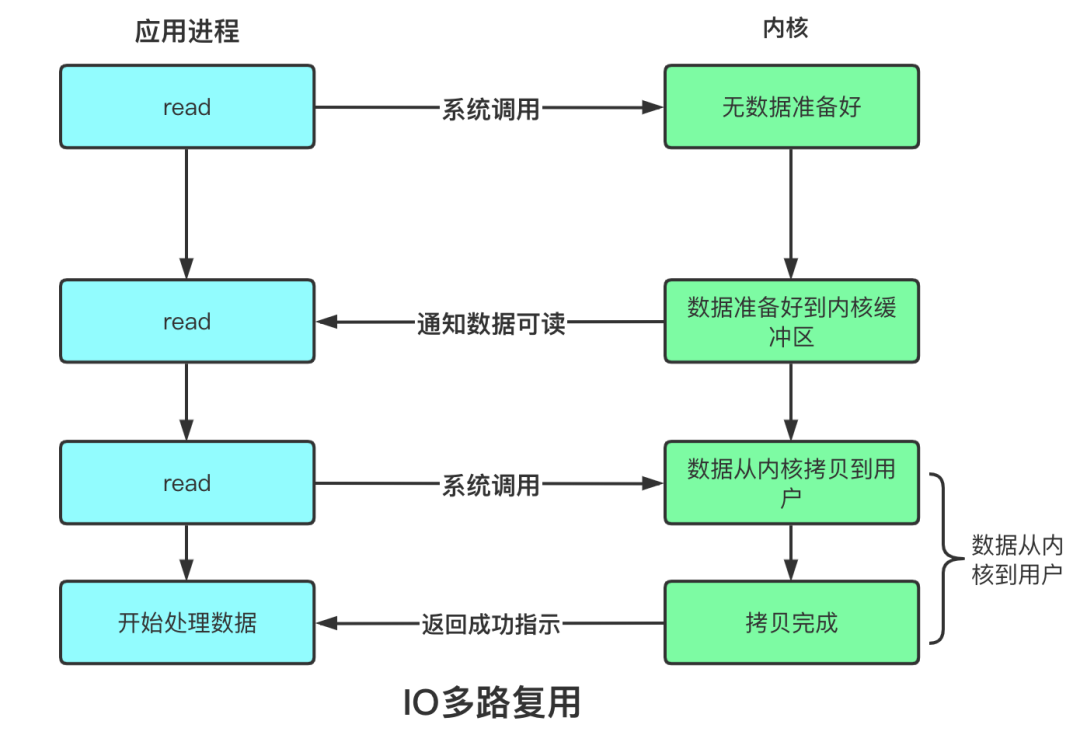 应用进程
内核
read
系统调用
无数据准备好
read
通知数据可读
数据准备好到内核缓
冲区
read
系统调用
数据从内核拷贝到用
户
数据从内
核到用户
开始处理数据
返回成功指示
拷贝完成
IO多路复用